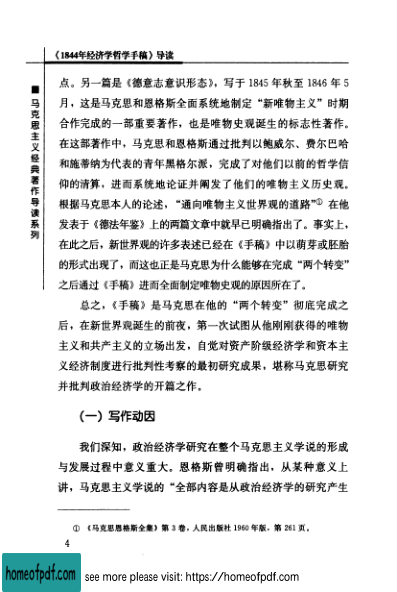 《1844年经济学哲学手稿》导读
■马克思主义经典著作导读系列
点。另一篇是《德意志意识形态》，写于 1845 年秋至 1846 年 5
月，这是马克思和恩格斯全面系统地制定“新唯物主义”时期
合作完成的一部重要著作，也是唯物史观诞生的标志性著作。
在这部著作中，马克思和恩格斯通过批判以鲍威尔、费尔巴哈
和施蒂纳为代表的青年黑格尔派，完成了对他们以前的哲学信
仰的清算，进而系统地论证并阐发了他们的唯物主义历史观。
根据马克思本人的论述，“通向唯物主义世界观的道路”① 在他
发表于《德法年鉴》上的两篇文章中就早已明确指出了。事实上，
在此之后，新世界观的许多表述已经在《手稿》中以萌芽或胚胎
的形式出现了，而这也正是马克思为什么能够在完成“两个转变”
之后通过《手稿》进而全面制定唯物史观的原因所在了。
总之，《手稿》是马克思在他的“两个转变”彻底完成之
后，在新世界观诞生的前夜，第一次试图从他刚刚获得的唯物
主义和共产主义的立场出发，自觉对资产阶级经济学和资本主
义经济制度进行批判性考察的最初研究成果，堪称马克思研究
并批判政治经济学的开篇之作。
（一）写作动因
我们深知，政治经济学研究在整个马克思主义学说的形成
与发展过程中意义重大。恩格斯曾明确指出，从某种意义上
讲，马克思主义学说的“全部内容是从政治经济学的研究产生
① 《马克思恩格斯全集》第 3 卷，人民出版社 1960 年版，第 261 页。
4
homeofpdf.com see more please visit: https://homeofpdf.com